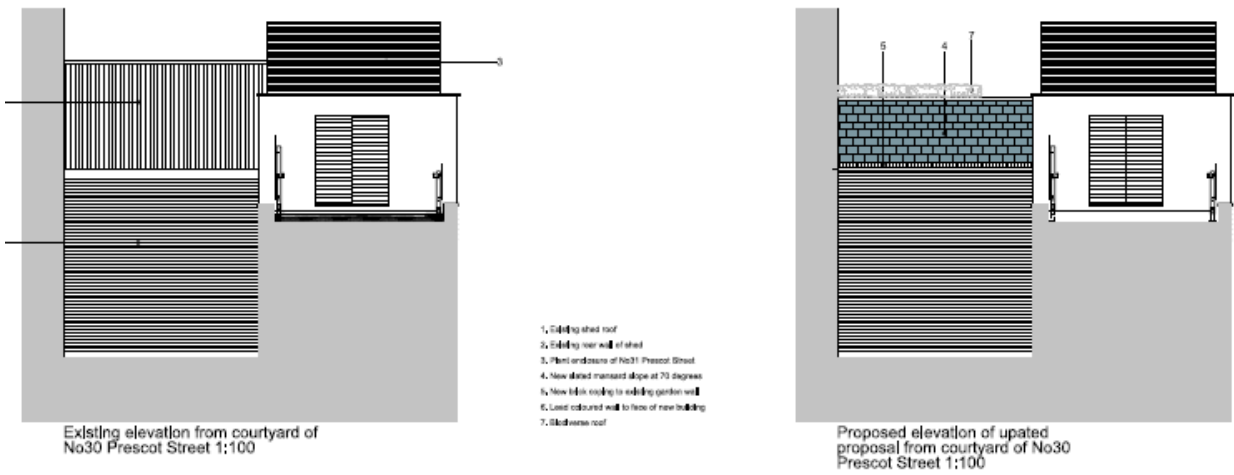 5
4
7
3
1, Existing shed roof
2, Existing rear wall of shed
3, Plant enclosure of No31 Prescot Street
4, New slated mansard slope at 70 degrees
5, New brick coping to existing garden wall
6, Lead coloured wall to face of new building
7, Biodiverse roof
Existing elevation from courtyard of
No30 Prescot Street 1:100
Proposed elevation of upated
proposal from courtyard of No30
Prescot Street 1:100